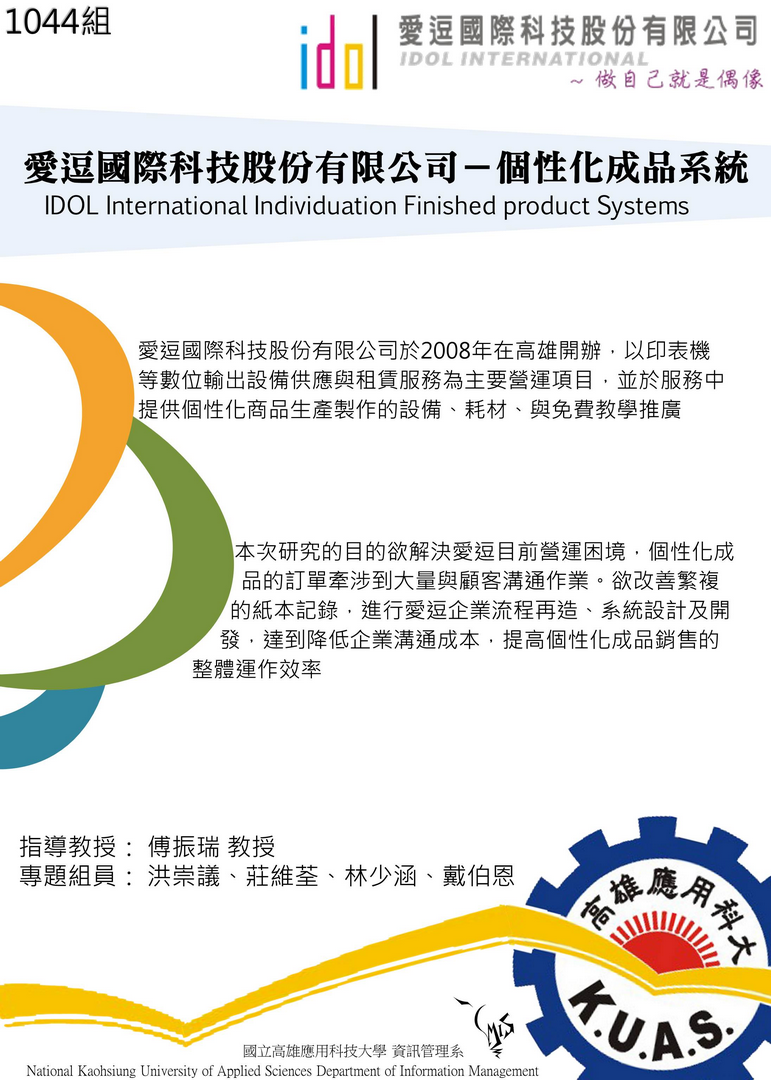 1044組
idol
愛逗國際科技股份有限公司
IDOL INTERNATIONAL
~ 做自己就是偶像
愛逗國際科技股份有限公司－個性化成品系統
IDOL International Individuation Finished product Systems
愛逗國際科技股份有限公司於2008年在高雄開辦，以印表機
等數位輸出設備供應與租賃服務為主要營運項目，並於服務中
提供個性化商品生產製作的設備、耗材、與免費教學推廣
本次研究的目的欲解決愛逗目前營運困境，個性化成
品的訂單牽涉到大量與顧客溝通作業。欲改善繁複
的紙本記錄，進行愛逗企業流程再造、系統設計及開
發，達到降低企業溝通成本，提高個性化成品銷售的
整體運作效率
指導教授： 傅振瑞 教授
專題組員： 洪崇議、莊維荃、林少涵、戴伯恩
高雄應用科大
K.U.A.S.
MIS
國立高雄應用科技大學 資訊管理系
National Kaohsiung University of Applied Sciences Department of Information Management